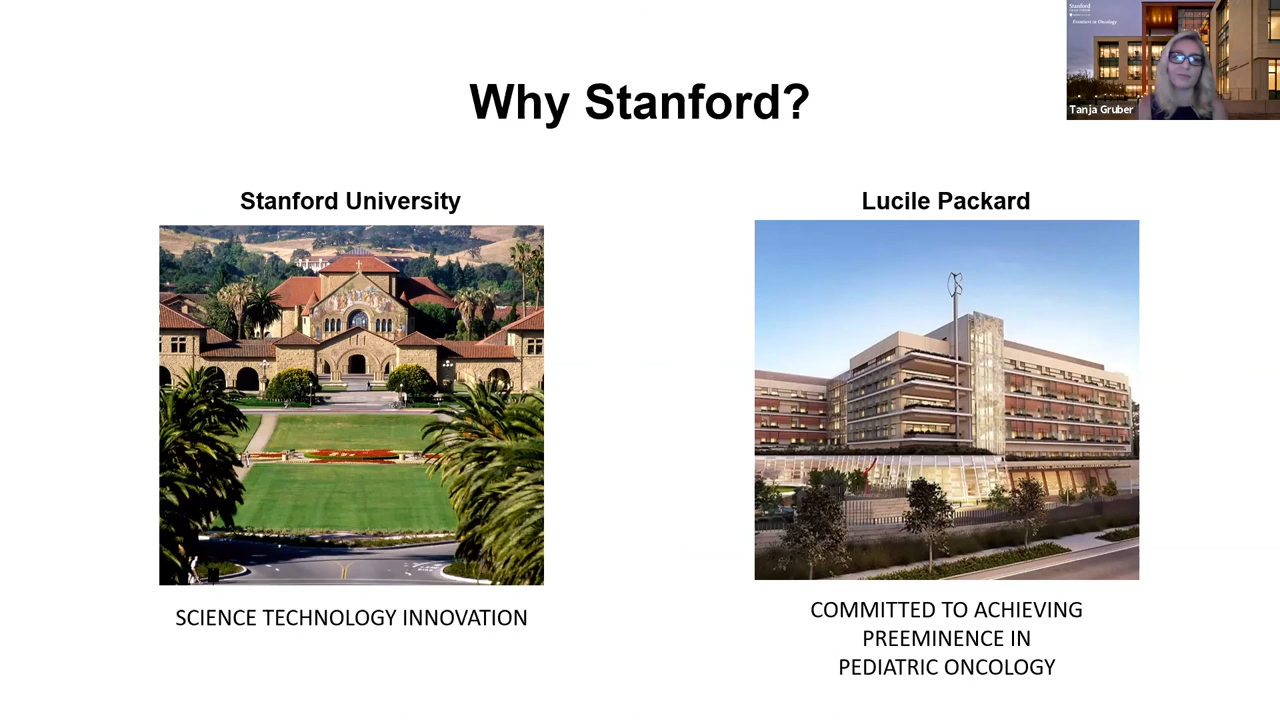 Stanford
Frontiers in Oncology
Tanja Gruber
Why Stanford?
Stanford University
Lucile Packard
SCIENCE TECHNOLOGY INNOVATION
COMMITTED TO ACHIEVING
PREEMINENCE IN
PEDIATRIC ONCOLOGY